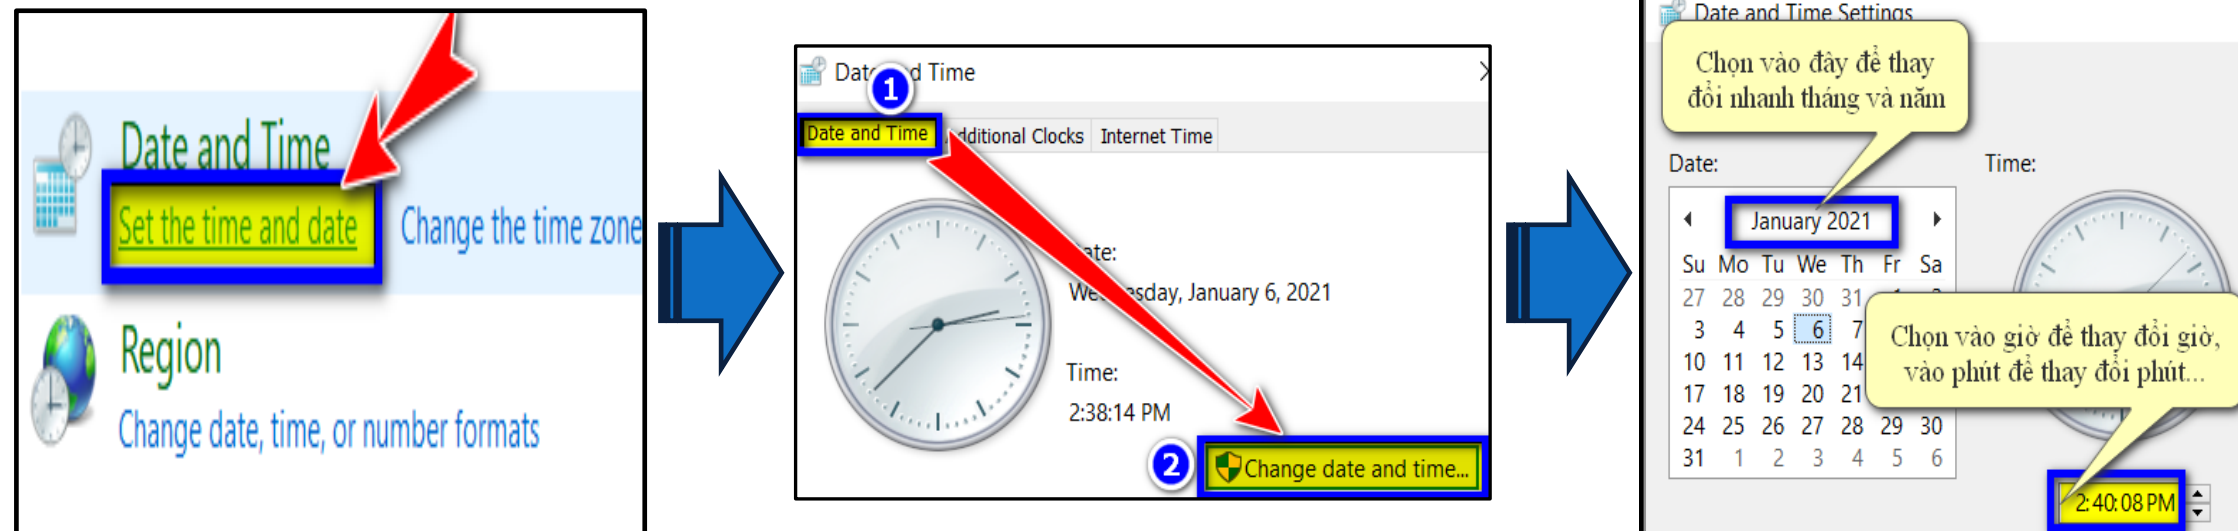 Date and Time
Set the time and date
Change the time zone
Region
Change date, time, or number formats
Date and Time
1
Date and Time
Additional Clocks
Internet Time
Date:
Wednesday, January 6, 2021
Time:
2:38:14 PM
2
Change date and time...
Date and Time Settings
Chọn vào đây để thay
đổi nhanh tháng và năm
Date:
Time:
January 2021
Su Mo Tu We Th Fr Sa
27 28 29 30 31 1 2
3 4 5 6 7
10 11 12 13 14
17 18 19 20 21
24 25 26 27 28 29 30
31 1 2 3 4 5 6
Chọn vào giờ để thay đổi giờ,
vào phút để thay đổi phút...
2:40:08 PM